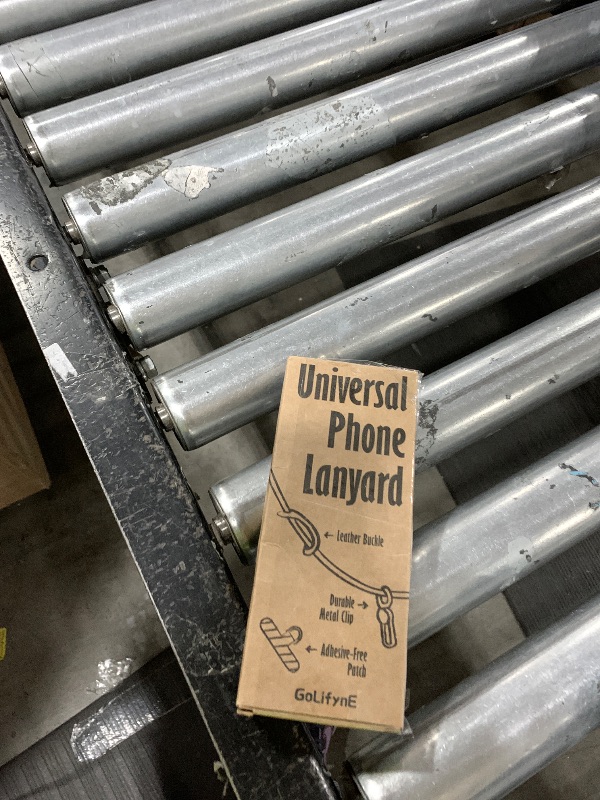 Universal
Phone
Lanyard
← Leather Buckle
Durable →
Metal Clip
← Adhesive-Free
Patch
GoLifynE